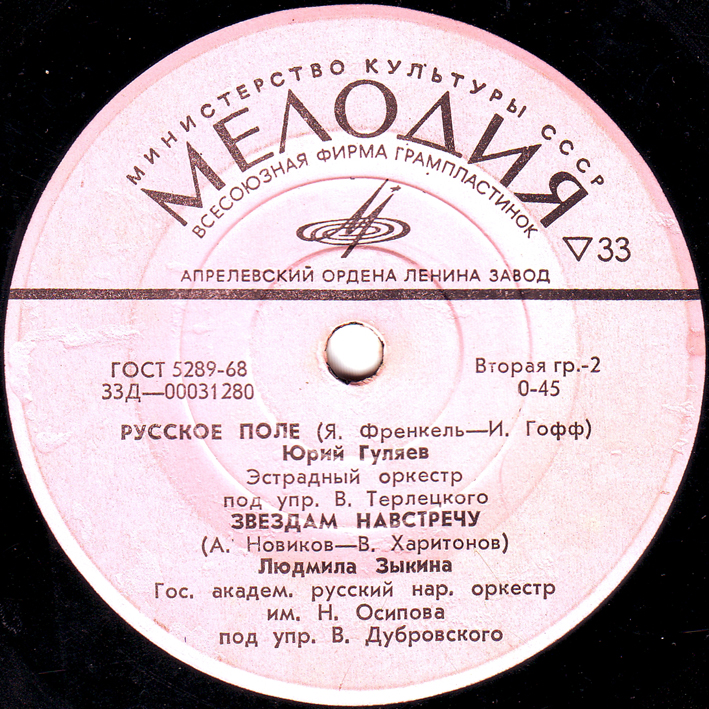 МИНИСТЕРСТВО КУЛЬТУРЫ СССР
МЕЛОДИЯ
ВСЕСОЮЗНАЯ ФИРМА ГРАМПЛАСТИНОК
▽33
АПРЕЛЕВСКИЙ ОРДЕНА ЛЕНИНА ЗАВОД
ГОСТ 5289-68
33Д—00031280
Вторая гр.-2
0-45
РУССКОЕ ПОЛЕ (Я. Френкель—И. Гофф)
Юрий Гуляев
Эстрадный оркестр
под упр. В. Терлецкого
ЗВЕЗДАМ НАВСТРЕЧУ
(А. Новиков—В. Харитонов)
Людмила Зыкина
Гос. академ. русский нар. оркестр
им. Н. Осипова
под упр. В. Дубровского